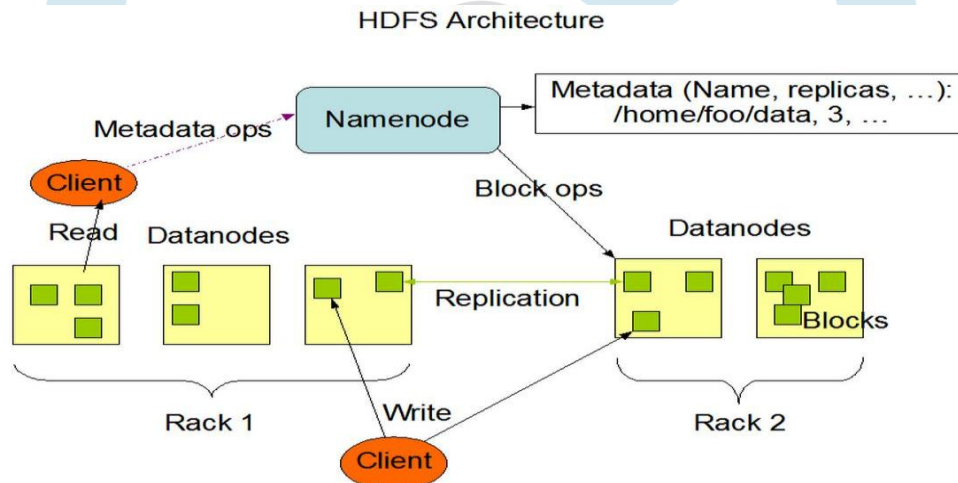 HDFS Architecture
Metadata (Name, replicas, …):
/home/foo/data, 3, …
Namenode
Metadata ops
Client
Block ops
Read
Datanodes
Datanodes
Replication
Blocks
Rack 1
Write
Rack 2
Client